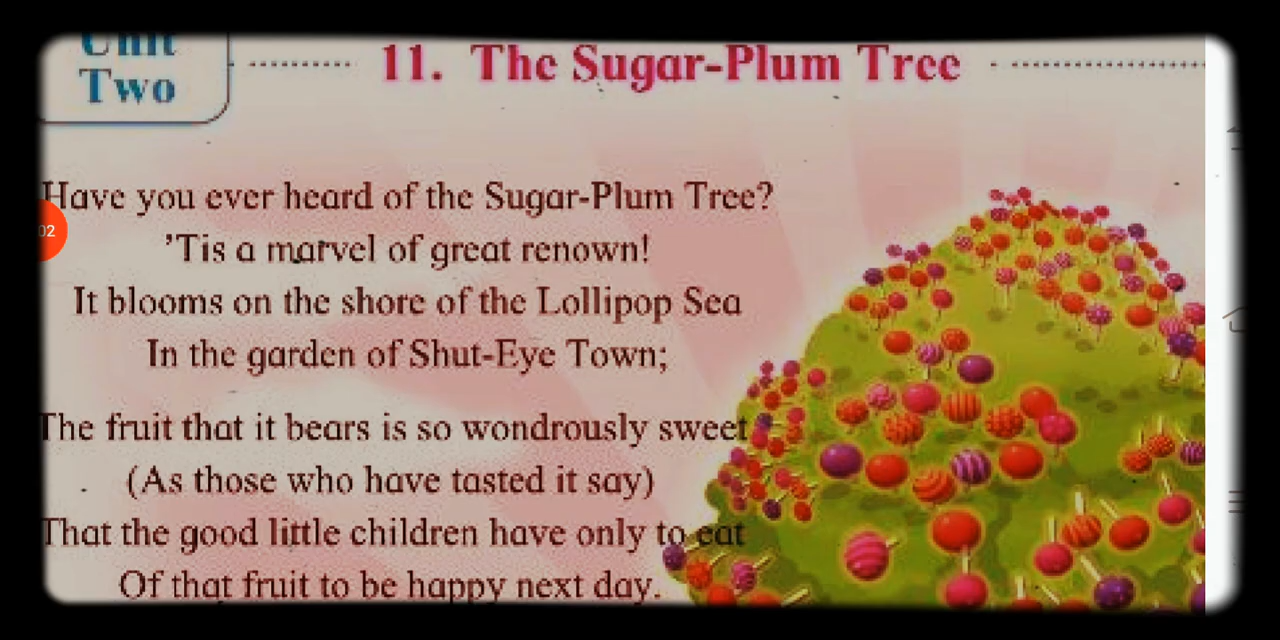 Unit
Two
11. The Sugar-Plum Tree
Have you ever heard of the Sugar-Plum Tree?
’Tis a marvel of great renown!
It blooms on the shore of the Lollipop Sea
In the garden of Shut-Eye Town;
02
The fruit that it bears is so wondrously sweet
(As those who have tasted it say)
That the good little children have only to eat
Of that fruit to be happy next day.